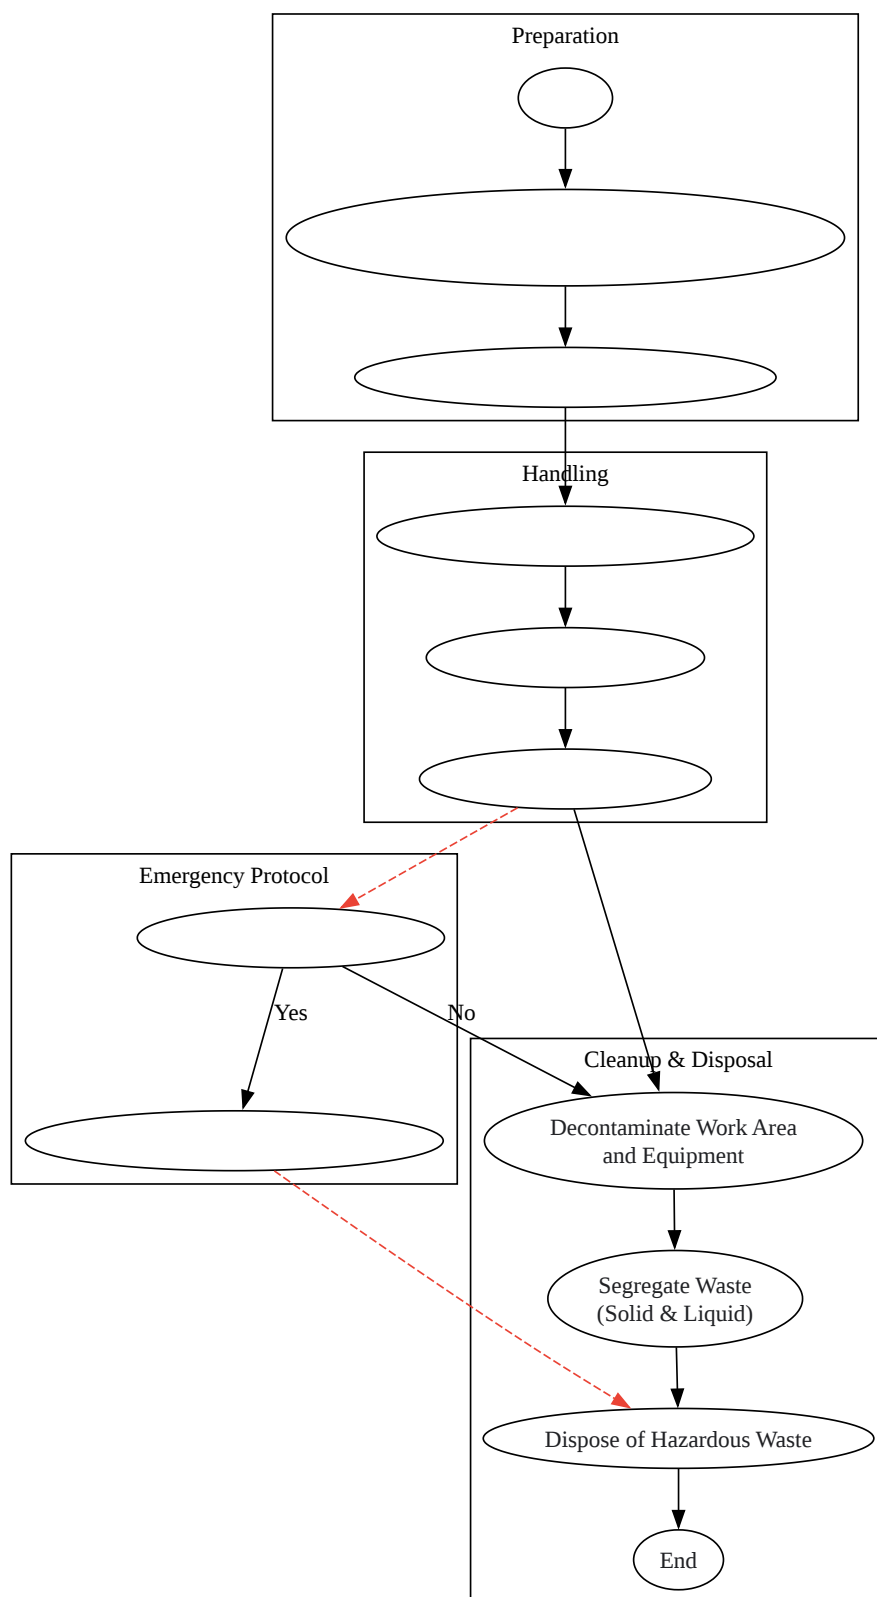 Preparation
Handling
Emergency Protocol
Yes
No
Cleanup & Disposal
Decontaminate Work Area
and Equipment
Segregate Waste
(Solid & Liquid)
Dispose of Hazardous Waste
End